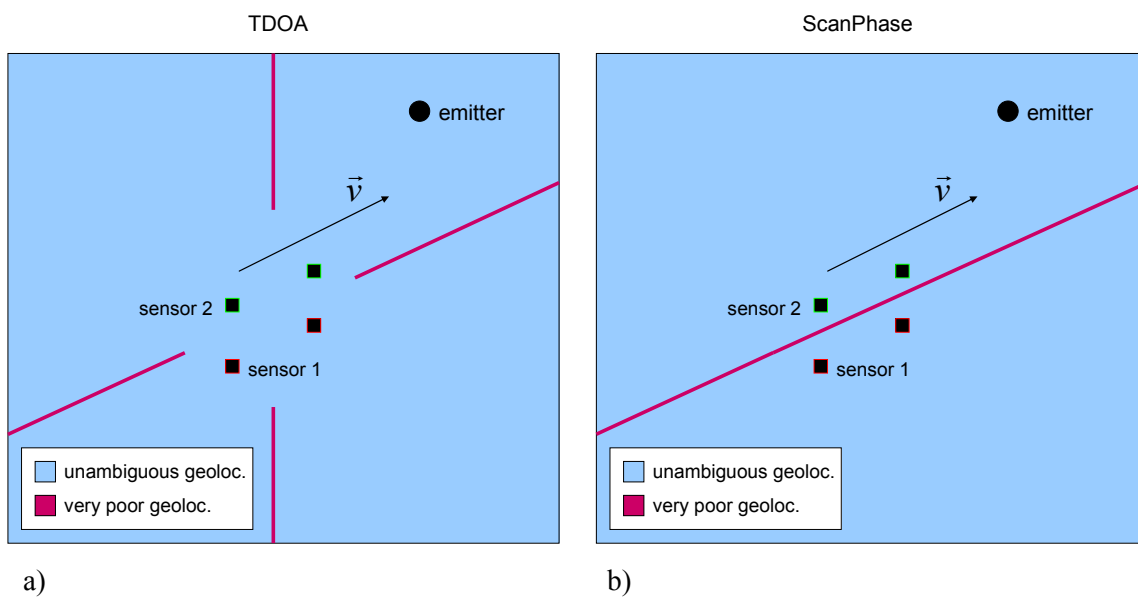 TDOA
emitter
v
sensor 2
sensor 1
unambiguous geoloc.
very poor geoloc.
a)
ScanPhase
emitter
v
sensor 2
sensor 1
unambiguous geoloc.
very poor geoloc.
b)